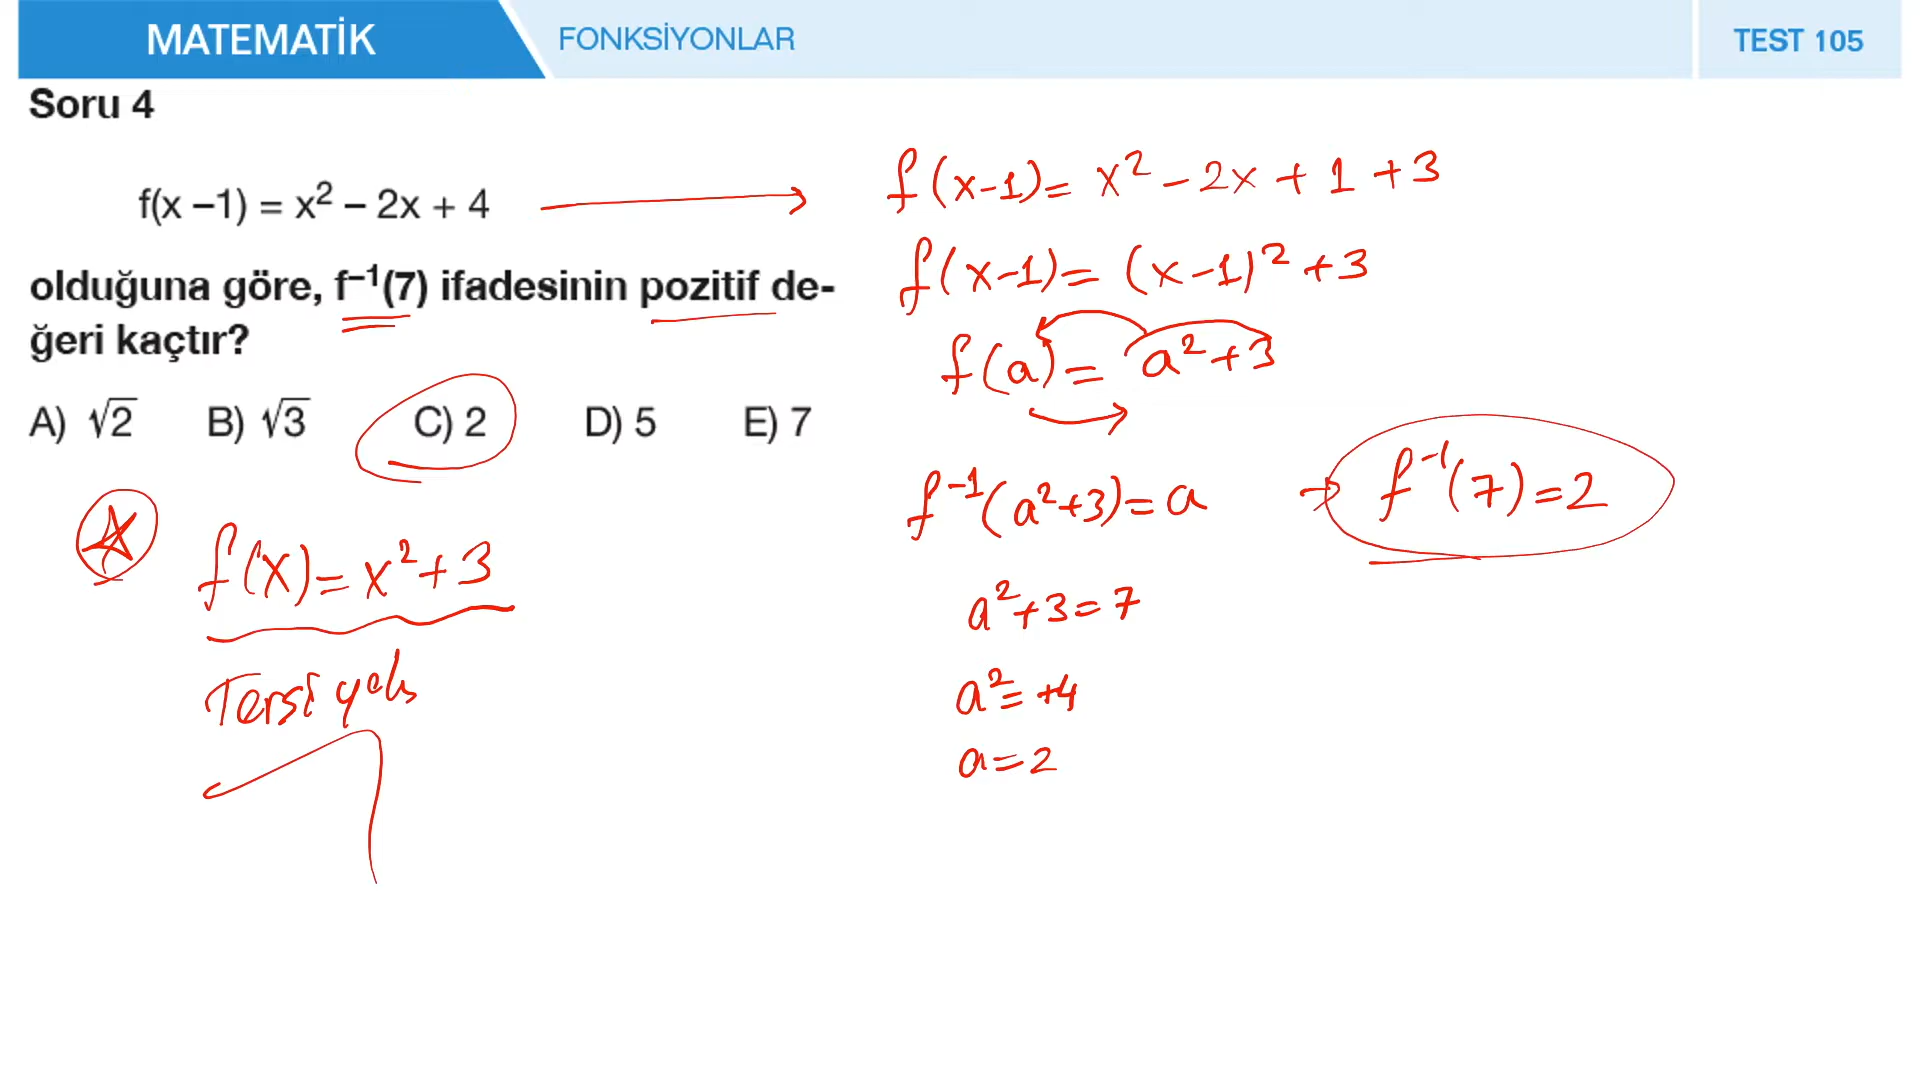 MATEMATİK
FONKSİYONLAR
TEST 105
Soru 4
f(x –1) = x² – 2x + 4
olduğuna göre, f⁻¹(7) ifadesinin pozitif de-
ğeri kaçtır?
A) √2 B) √3 C) 2 D) 5 E) 7
f(x)=x²+3
Tersi yok
f(x-1)= x² - 2x + 1 + 3
f(x-1)= (x-1)² + 3
f(a)= a²+3
f⁻¹(a²+3)=a → f⁻¹(7)=2
a²+3=7
a²=+4
a=2